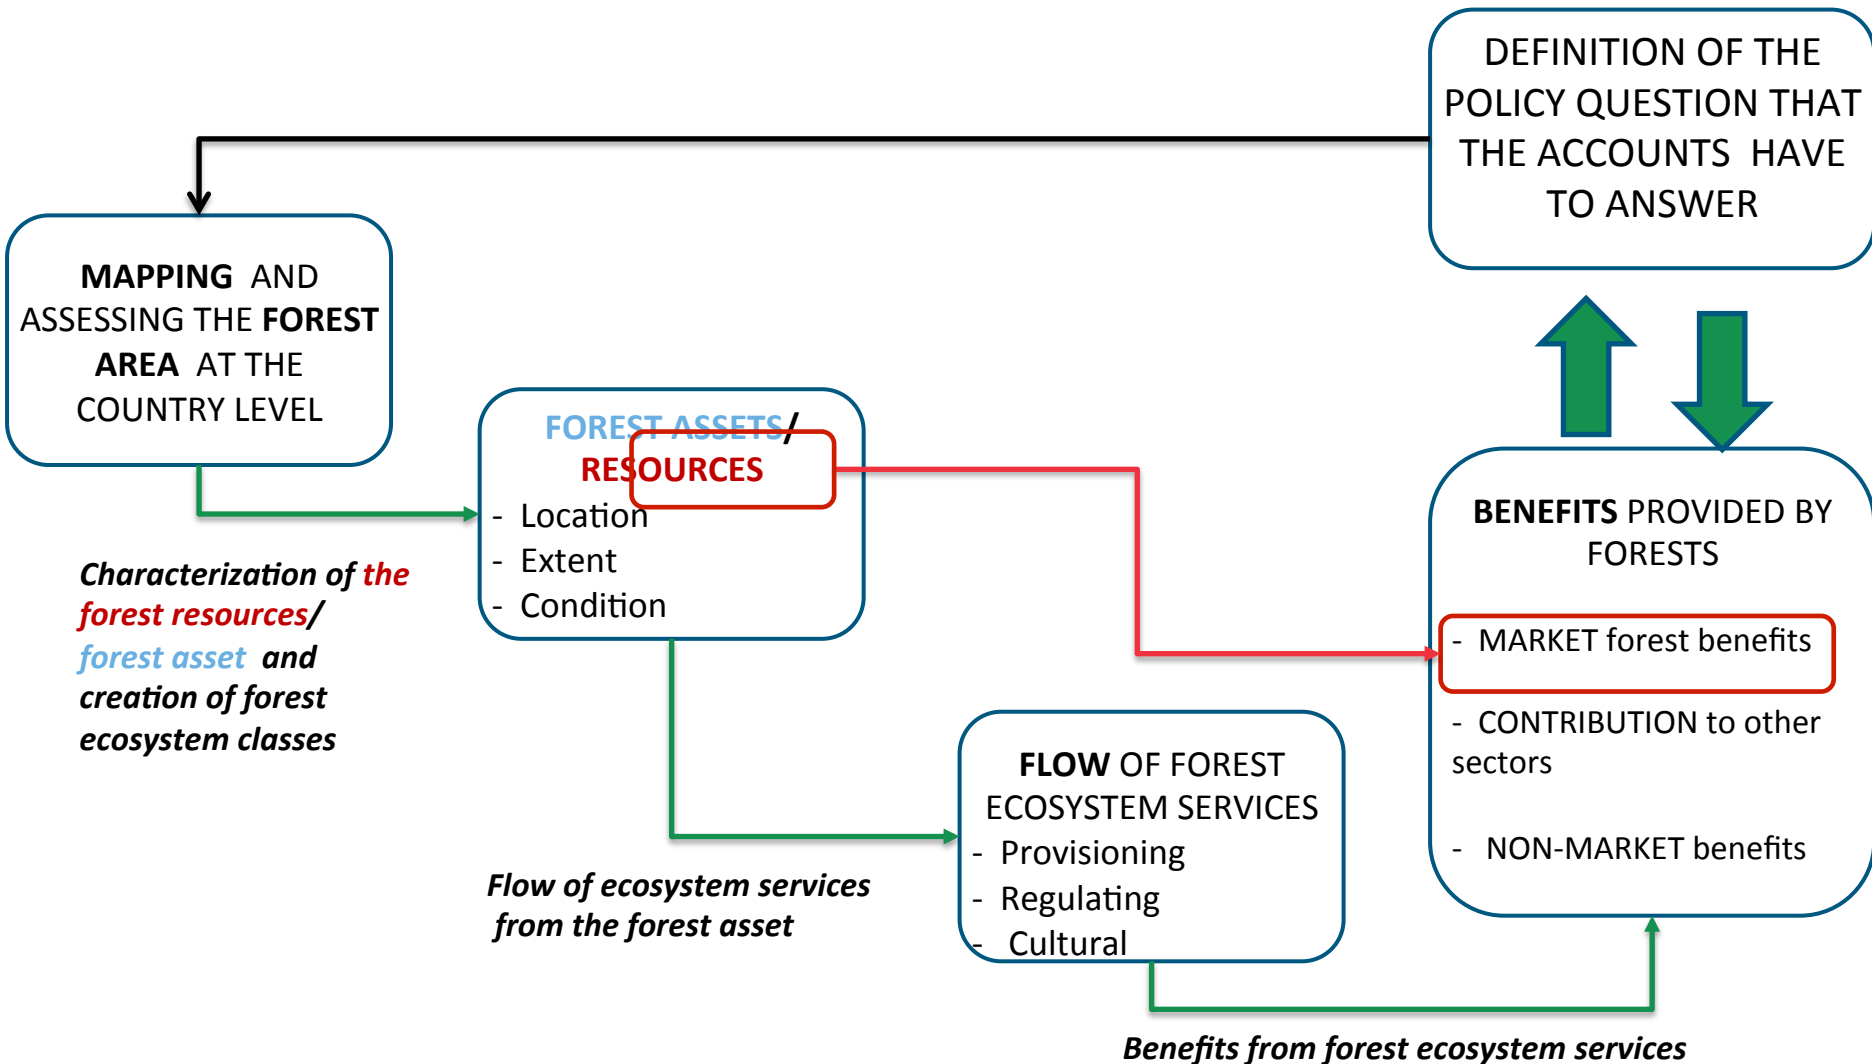 DEFINITION OF THE
POLICY QUESTION THAT
THE ACCOUNTS HAVE
TO ANSWER
MAPPING AND
ASSESSING THE FOREST
AREA AT THE
COUNTRY LEVEL
FOREST ASSETS/
RESOURCES
- Location
- Extent
- Condition
Characterization of the
forest resources/
forest asset and
creation of forest
ecosystem classes
BENEFITS PROVIDED BY
FORESTS
- MARKET forest benefits
- CONTRIBUTION to other
sectors
- NON-MARKET benefits
FLOW OF FOREST
ECOSYSTEM SERVICES
- Provisioning
- Regulating
- Cultural
Flow of ecosystem services
from the forest asset
Benefits from forest ecosystem services